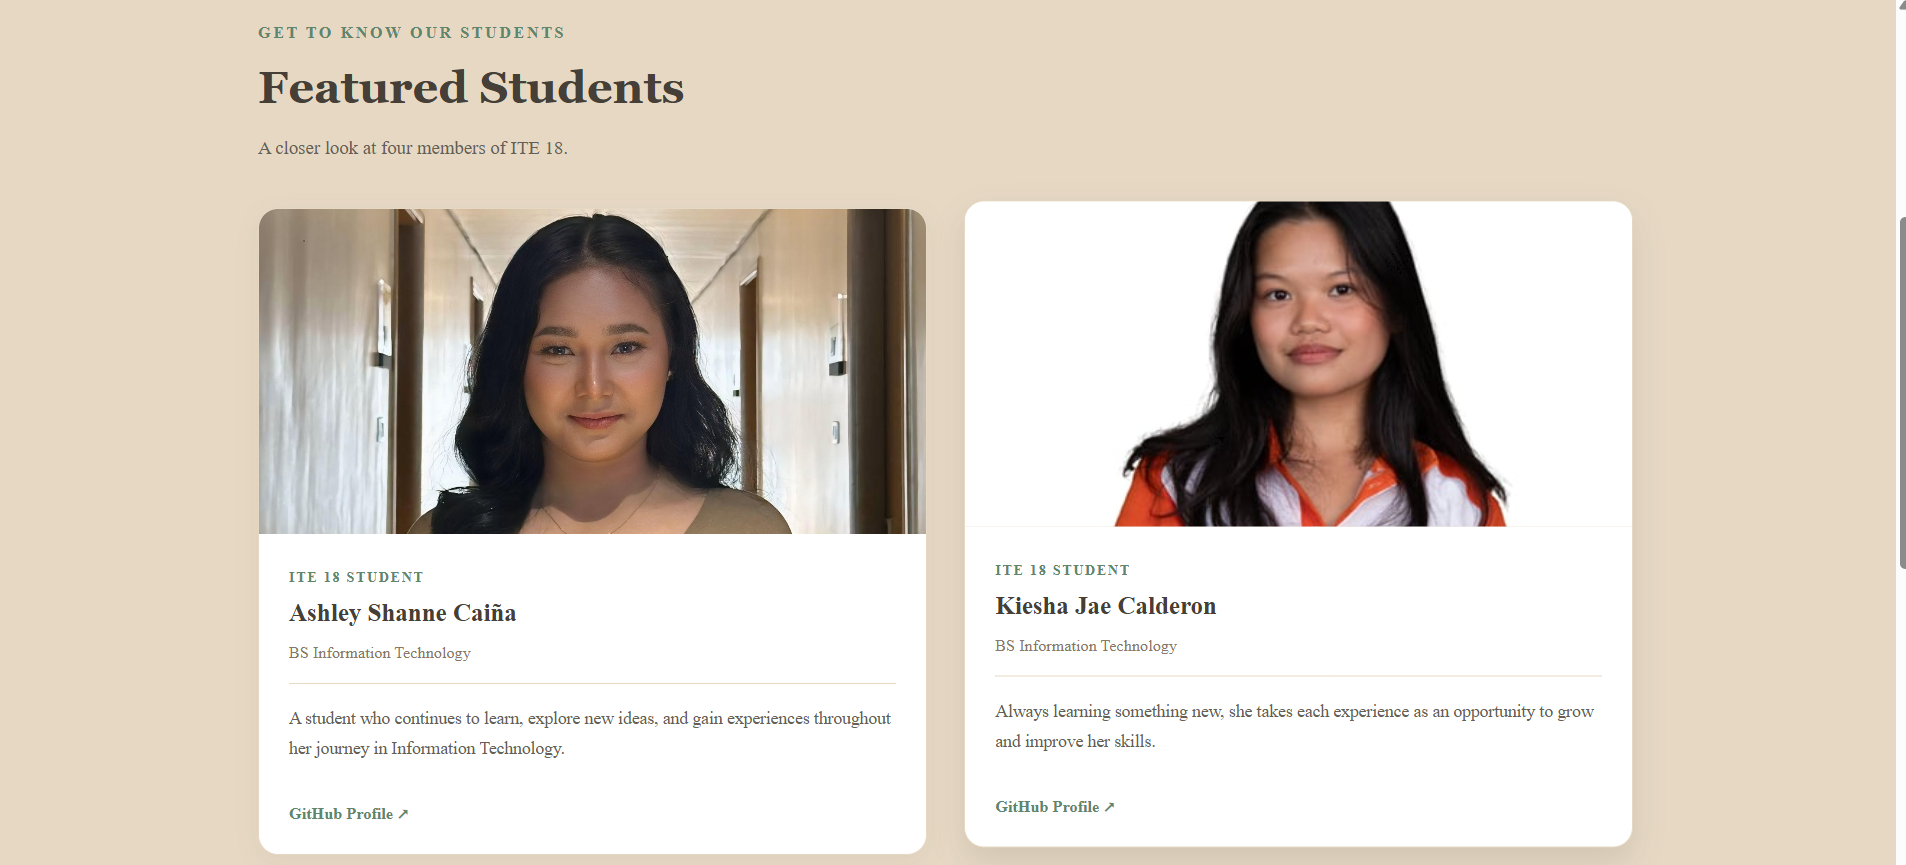 GET TO KNOW OUR STUDENTS
Featured Students
A closer look at four members of ITE 18.
ITE 18 STUDENT
Ashley Shanne Caiña
BS Information Technology
A student who continues to learn, explore new ideas, and gain experiences throughout
her journey in Information Technology.
GitHub Profile ↗
ITE 18 STUDENT
Kiesha Jae Calderon
BS Information Technology
Always learning something new, she takes each experience as an opportunity to grow
and improve her skills.
GitHub Profile ↗